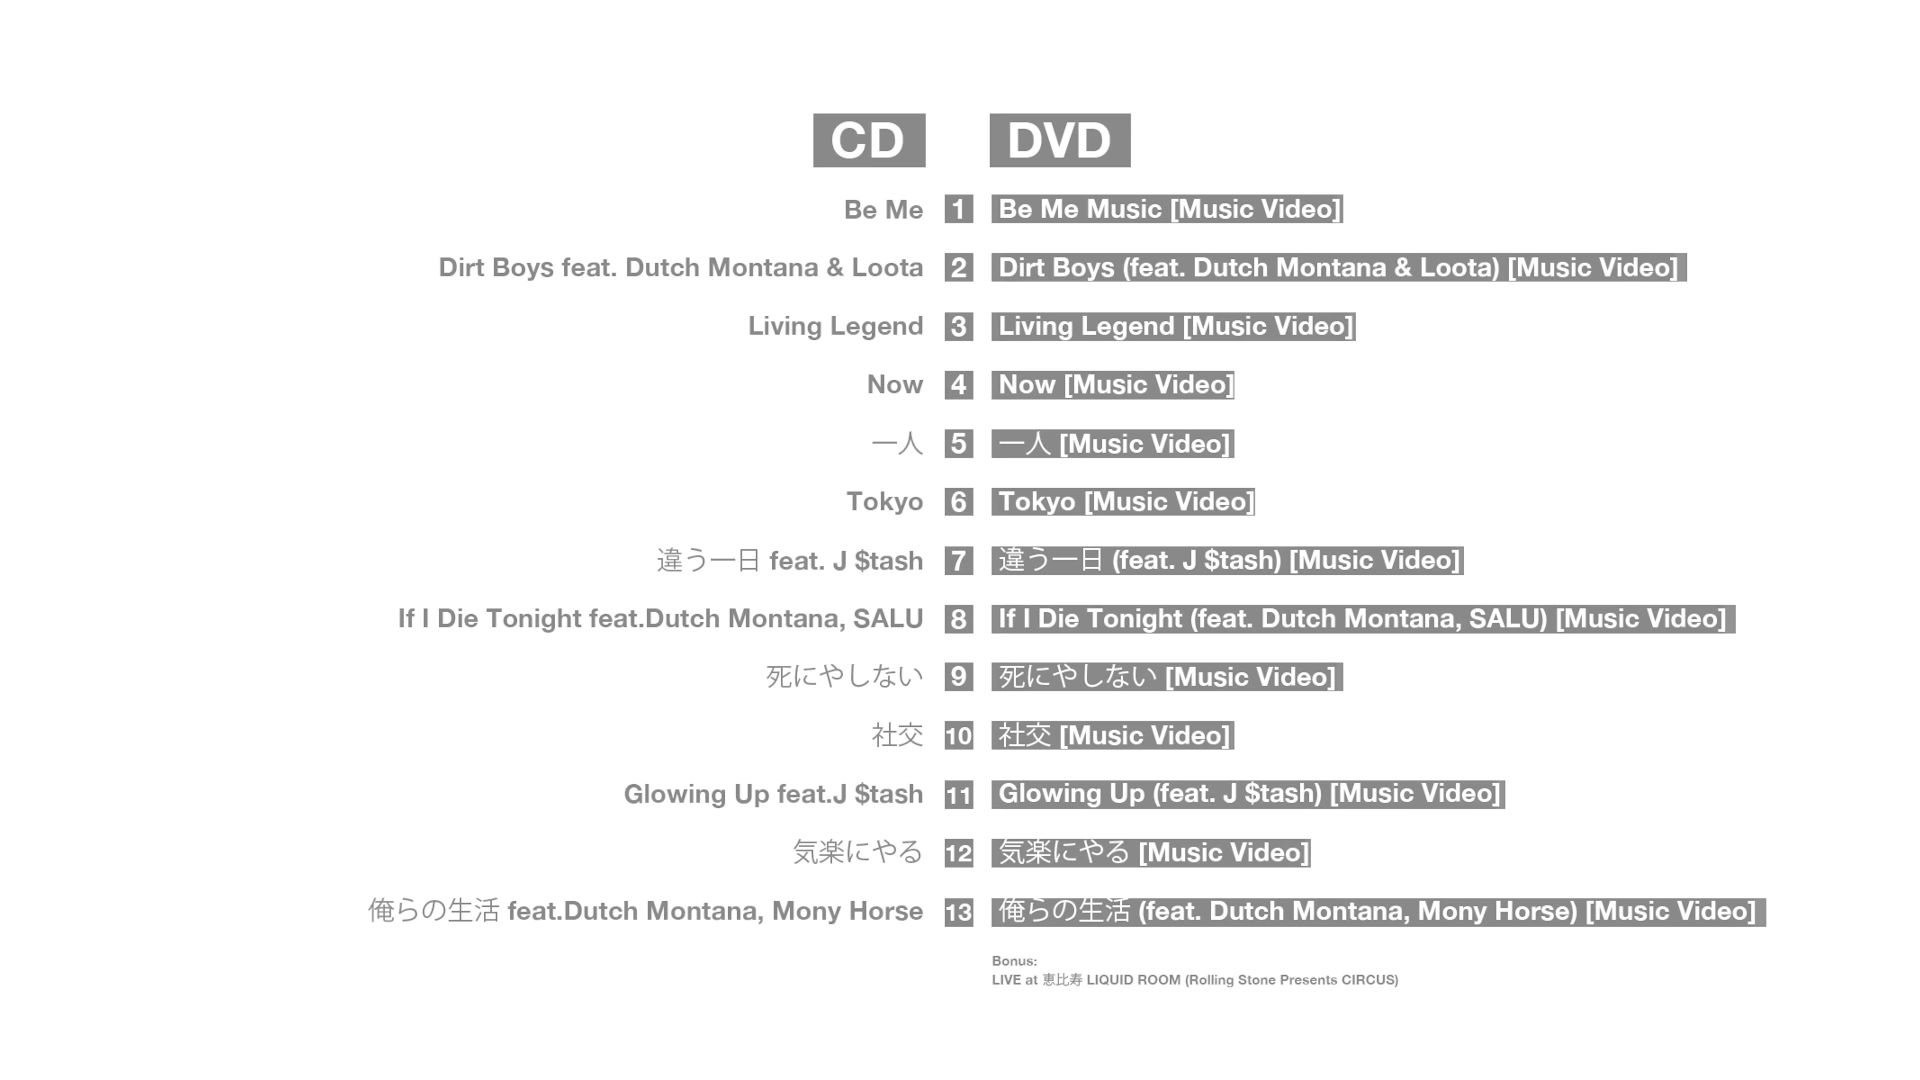 CD DVD
Be Me 1 Be Me Music [Music Video]
Dirt Boys feat. Dutch Montana & Loota 2 Dirt Boys (feat. Dutch Montana & Loota) [Music Video]
Living Legend 3 Living Legend [Music Video]
Now 4 Now [Music Video]
一人 5 一人 [Music Video]
Tokyo 6 Tokyo [Music Video]
違う一日 feat. J $tash 7 違う一日 (feat. J $tash) [Music Video]
If I Die Tonight feat.Dutch Montana, SALU 8 If I Die Tonight (feat. Dutch Montana, SALU) [Music Video]
死にやしない 9 死にやしない [Music Video]
社交 10 社交 [Music Video]
Glowing Up feat.J $tash 11 Glowing Up (feat. J $tash) [Music Video]
気楽にやる 12 気楽にやる [Music Video]
俺らの生活 feat.Dutch Montana, Mony Horse 13 俺らの生活 (feat. Dutch Montana, Mony Horse) [Music Video]
Bonus:
LIVE at 恵比寿 LIQUID ROOM (Rolling Stone Presents CIRCUS)